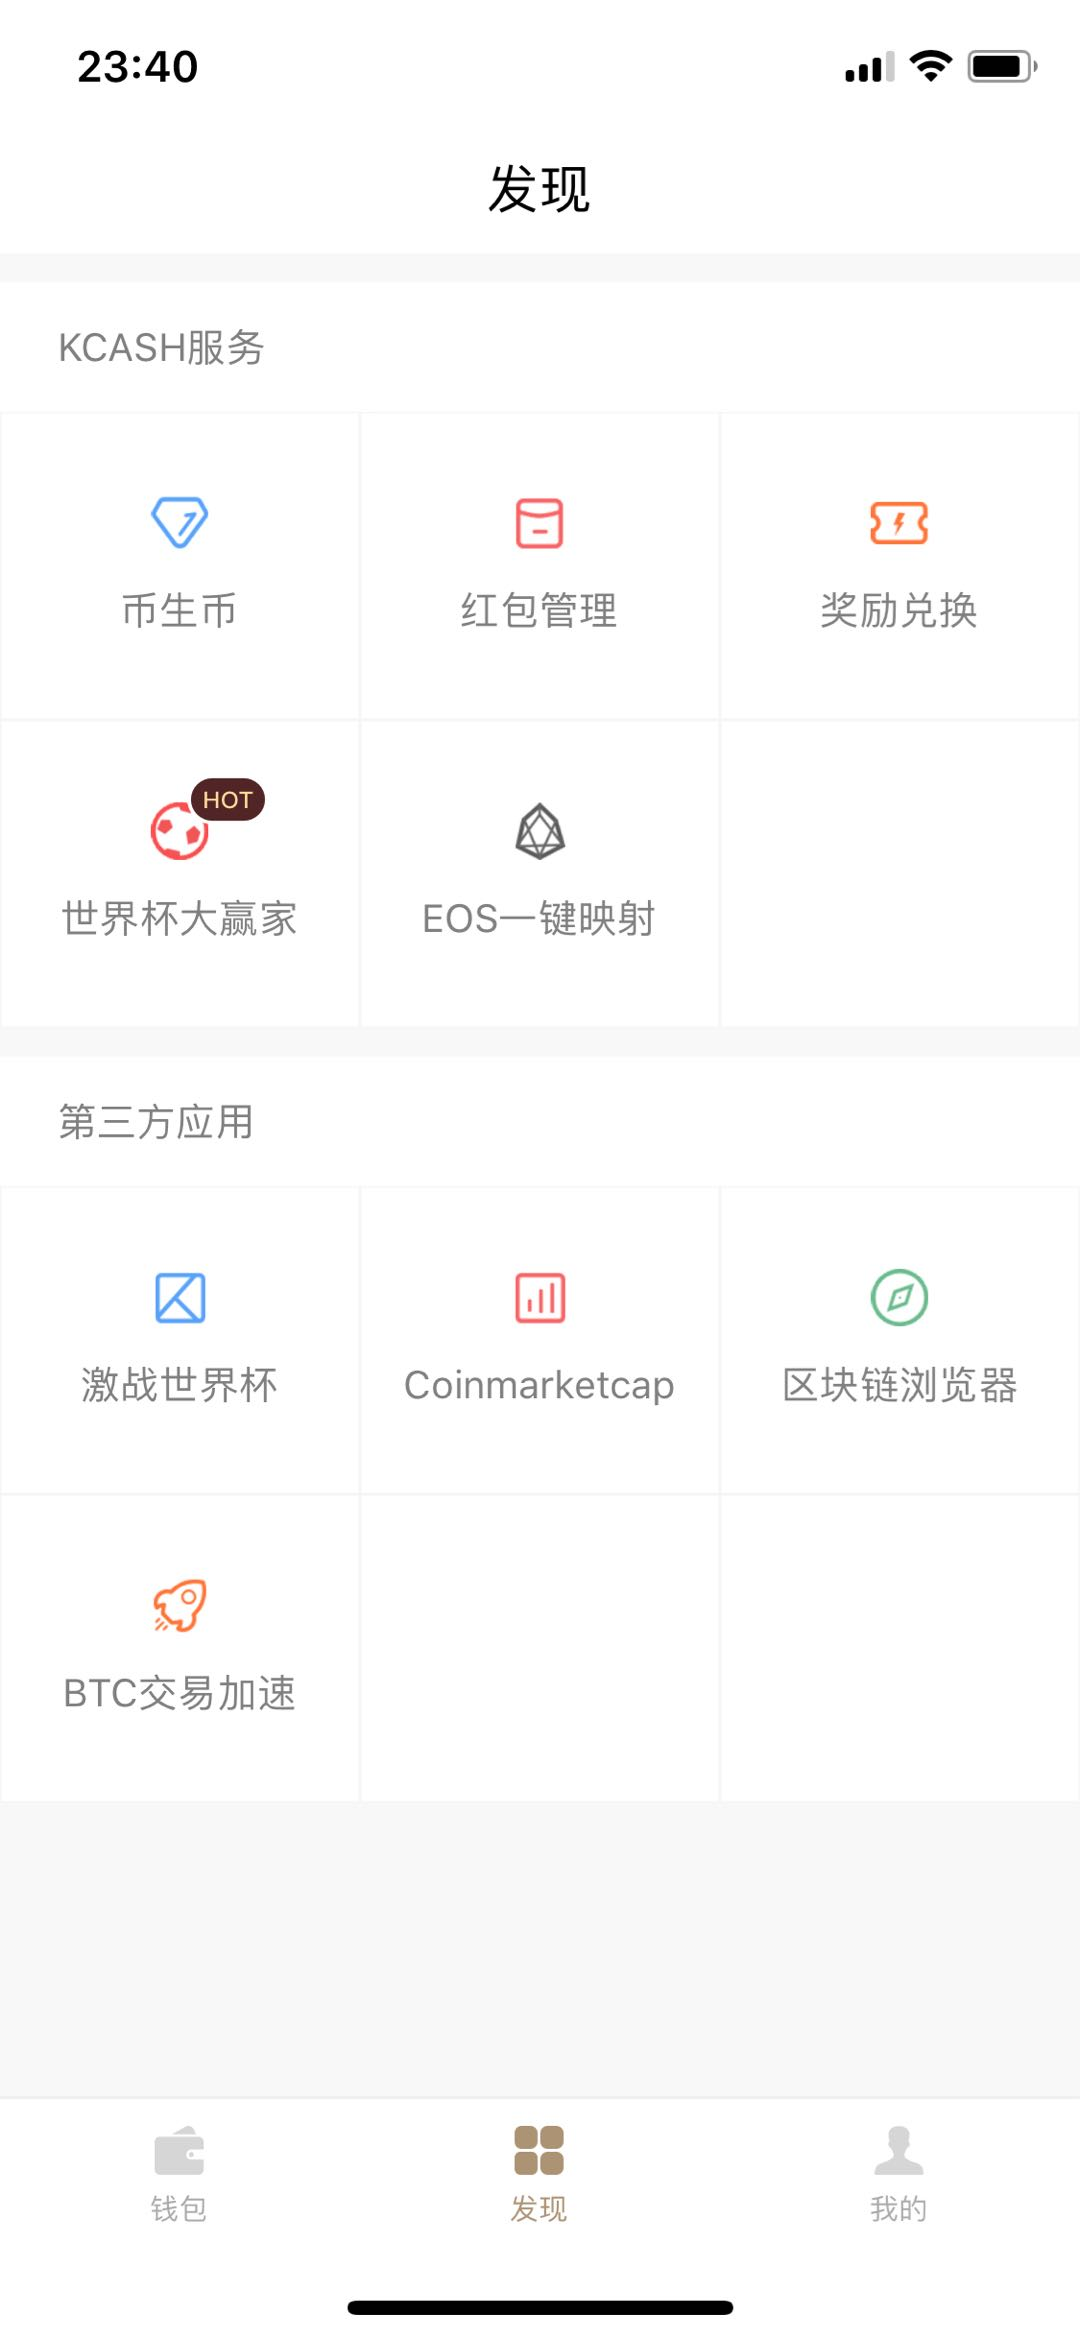 23:40
发现
KCASH服务
币生币
红包管理
奖励兑换
HOT
世界杯大赢家
EOS一键映射
第三方应用
激战世界杯
Coinmarketcap
区块链浏览器
BTC交易加速
钱包
发现
我的